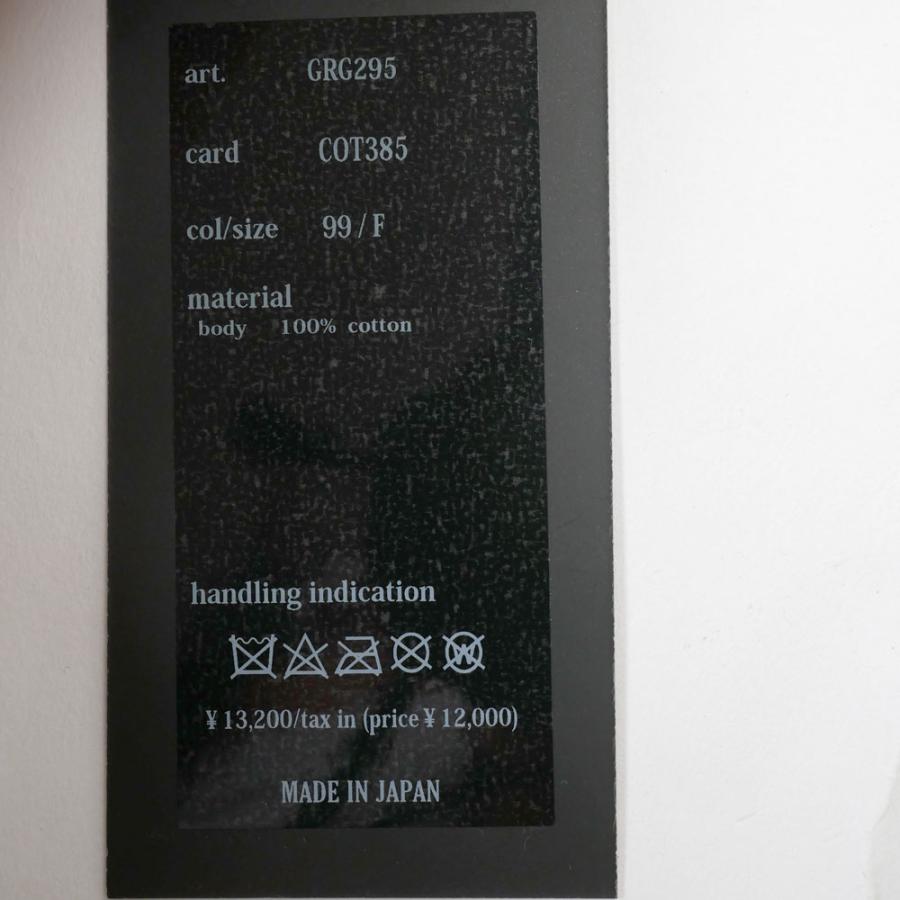 art. GRG295
card COT385
col/size 99 / F
material
body 100% cotton
handling indication
W
¥ 13,200/tax in (price ¥ 12,000)
MADE IN JAPAN